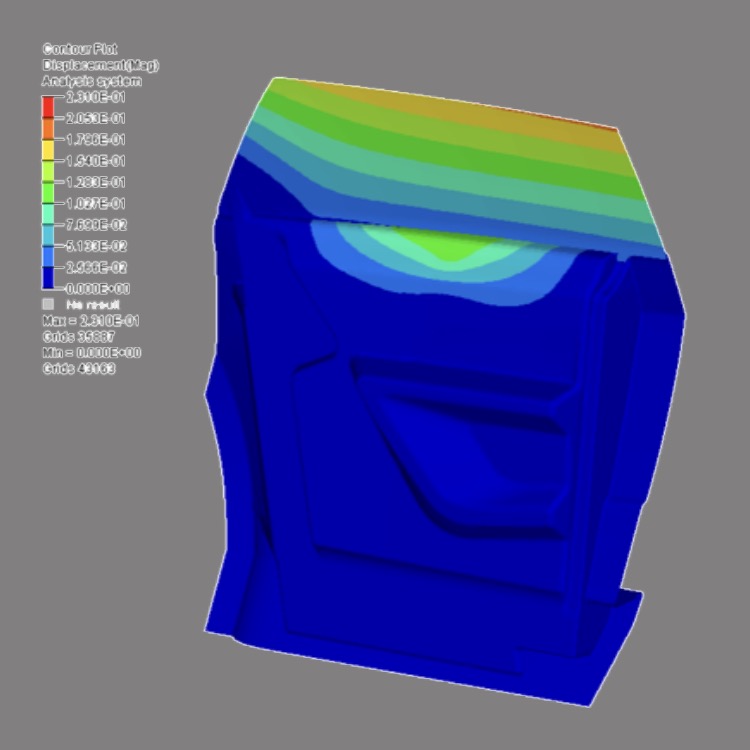 Contour Plot
Displacement(Mag)
Analysis system
2.310E-01
2.053E-01
1.796E-01
1.540E-01
1.283E-01
1.027E-01
7.699E-02
5.133E-02
2.566E-02
0.000E+00
No result
Max = 2.310E-01
Grids
Min = 0.000E+00
Grids